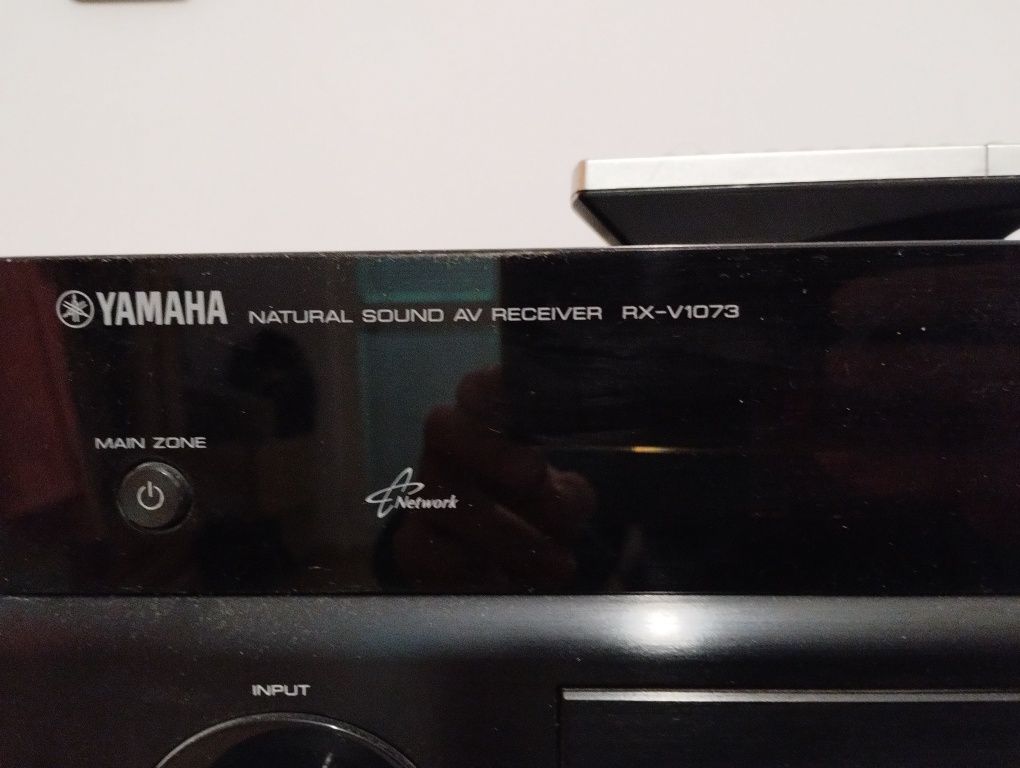 YAMAHA NATURAL SOUND AV RECEIVER RX-V1073
MAIN ZONE
Network
INPUT